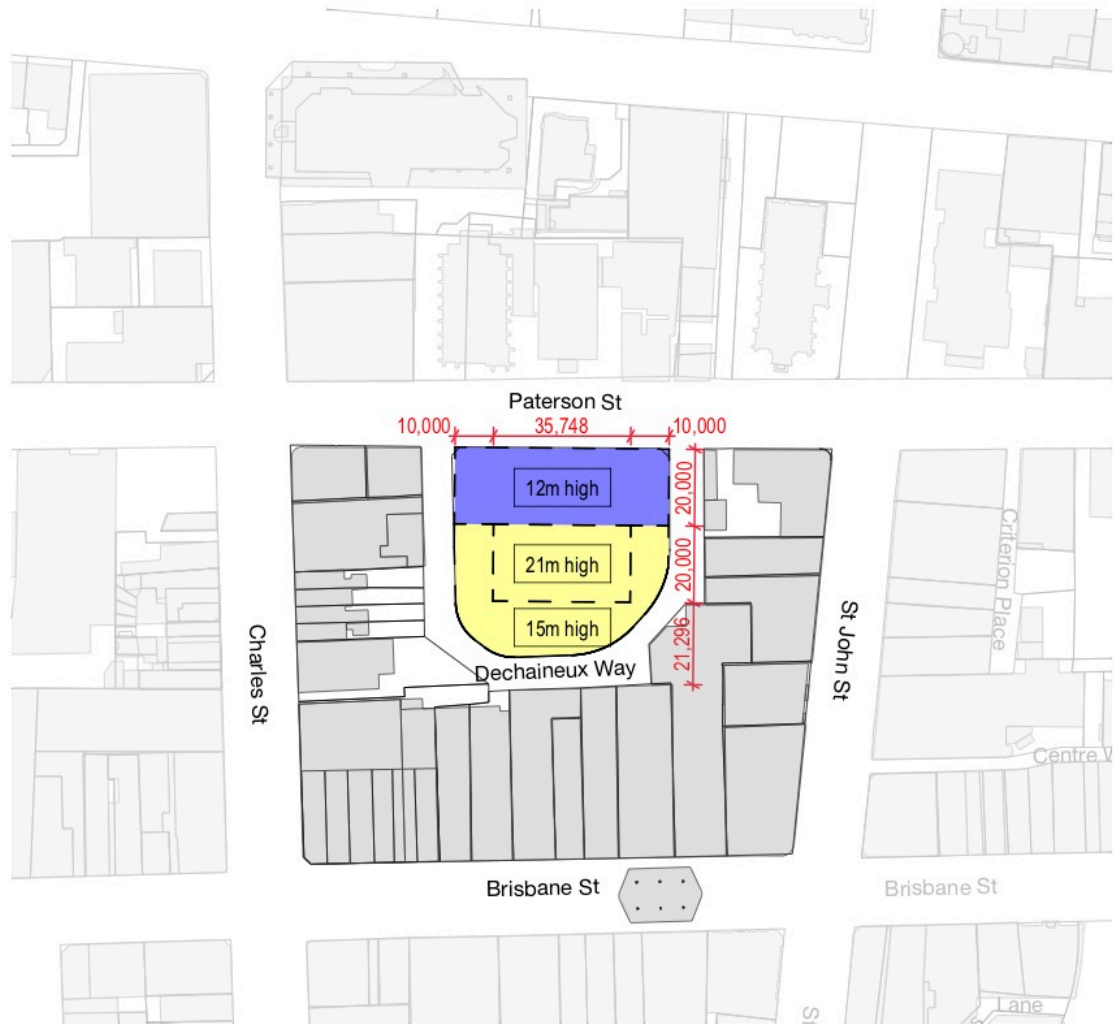 Paterson St
10,000
35,748
10,000
12m high
20,000
21m high
20,000
15m high
21,296
Dechaineux Way
Charles St
St John St
Criterion Place
Centre W
Brisbane St
Brisbane St
St
Lane